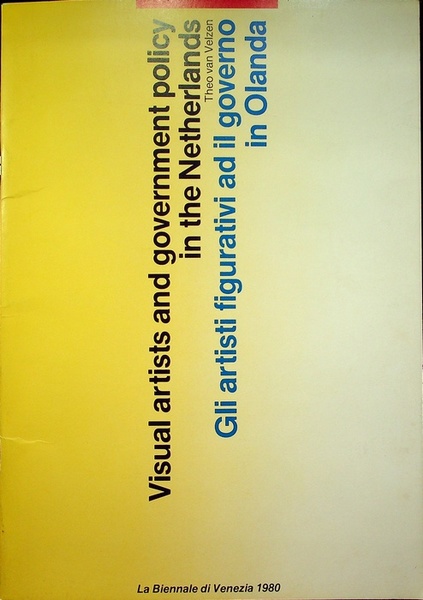 Visual artists and government policy
in the Netherlands
Theo van Velzen
Gli artisti figurativi ad il governo
in Olanda
La Biennale di Venezia 1980